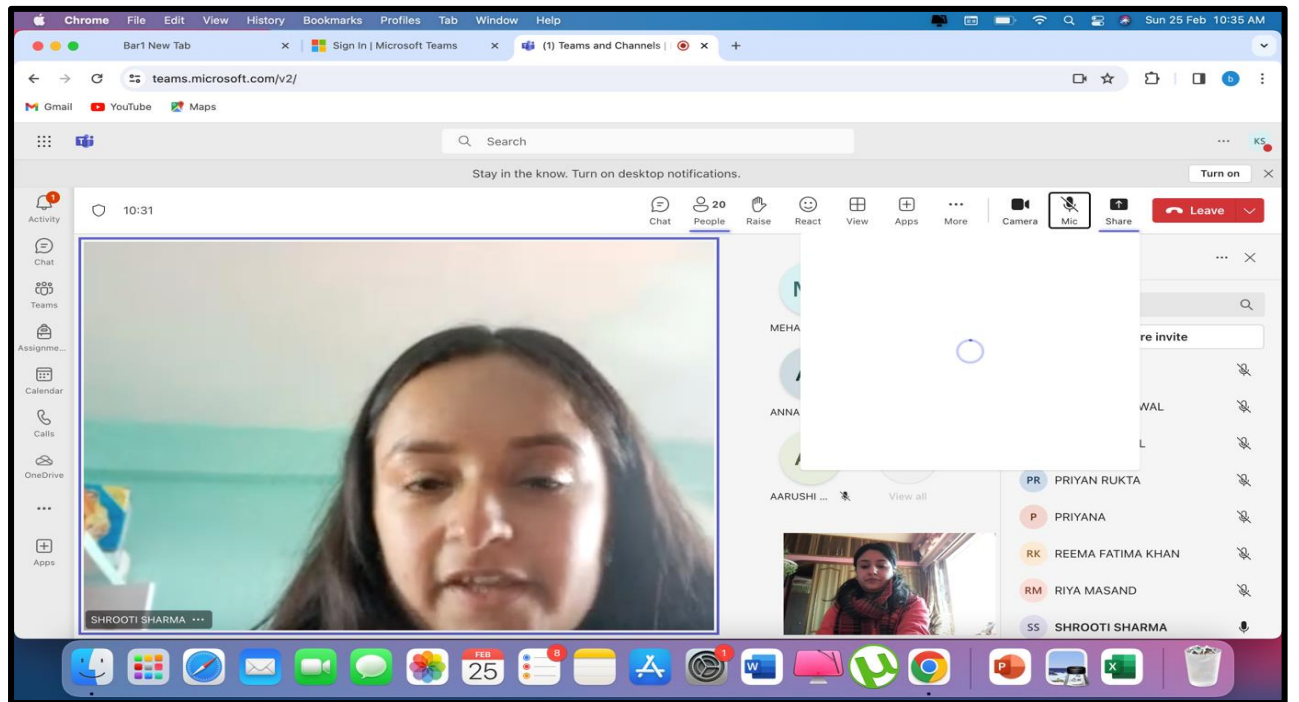 Chrome File Edit View History Bookmarks Profiles Tab Window Help Sun 25 Feb 10:35 AM
Bar1 New Tab Sign In | Microsoft Teams (1) Teams and Channels |
teams.microsoft.com/v2/ b
Gmail YouTube Maps
Search KS
Stay in the know. Turn on desktop notifications. Turn on
1
Activity
Chat
Teams
Assignme...
Calendar
Calls
OneDrive
Apps
10:31
20
Chat People Raise React View Apps More Camera Mic Share Leave
MEHA
ANNA
AARUSHI ... View all
re invite
WAL
L
PR PRIYAN RUKTA
P PRIYANA
RK REEMA FATIMA KHAN
RM RIYA MASAND
SS SHROOTI SHARMA
SHROOTI SHARMA ...
FEB
25
8
1
W
P
X